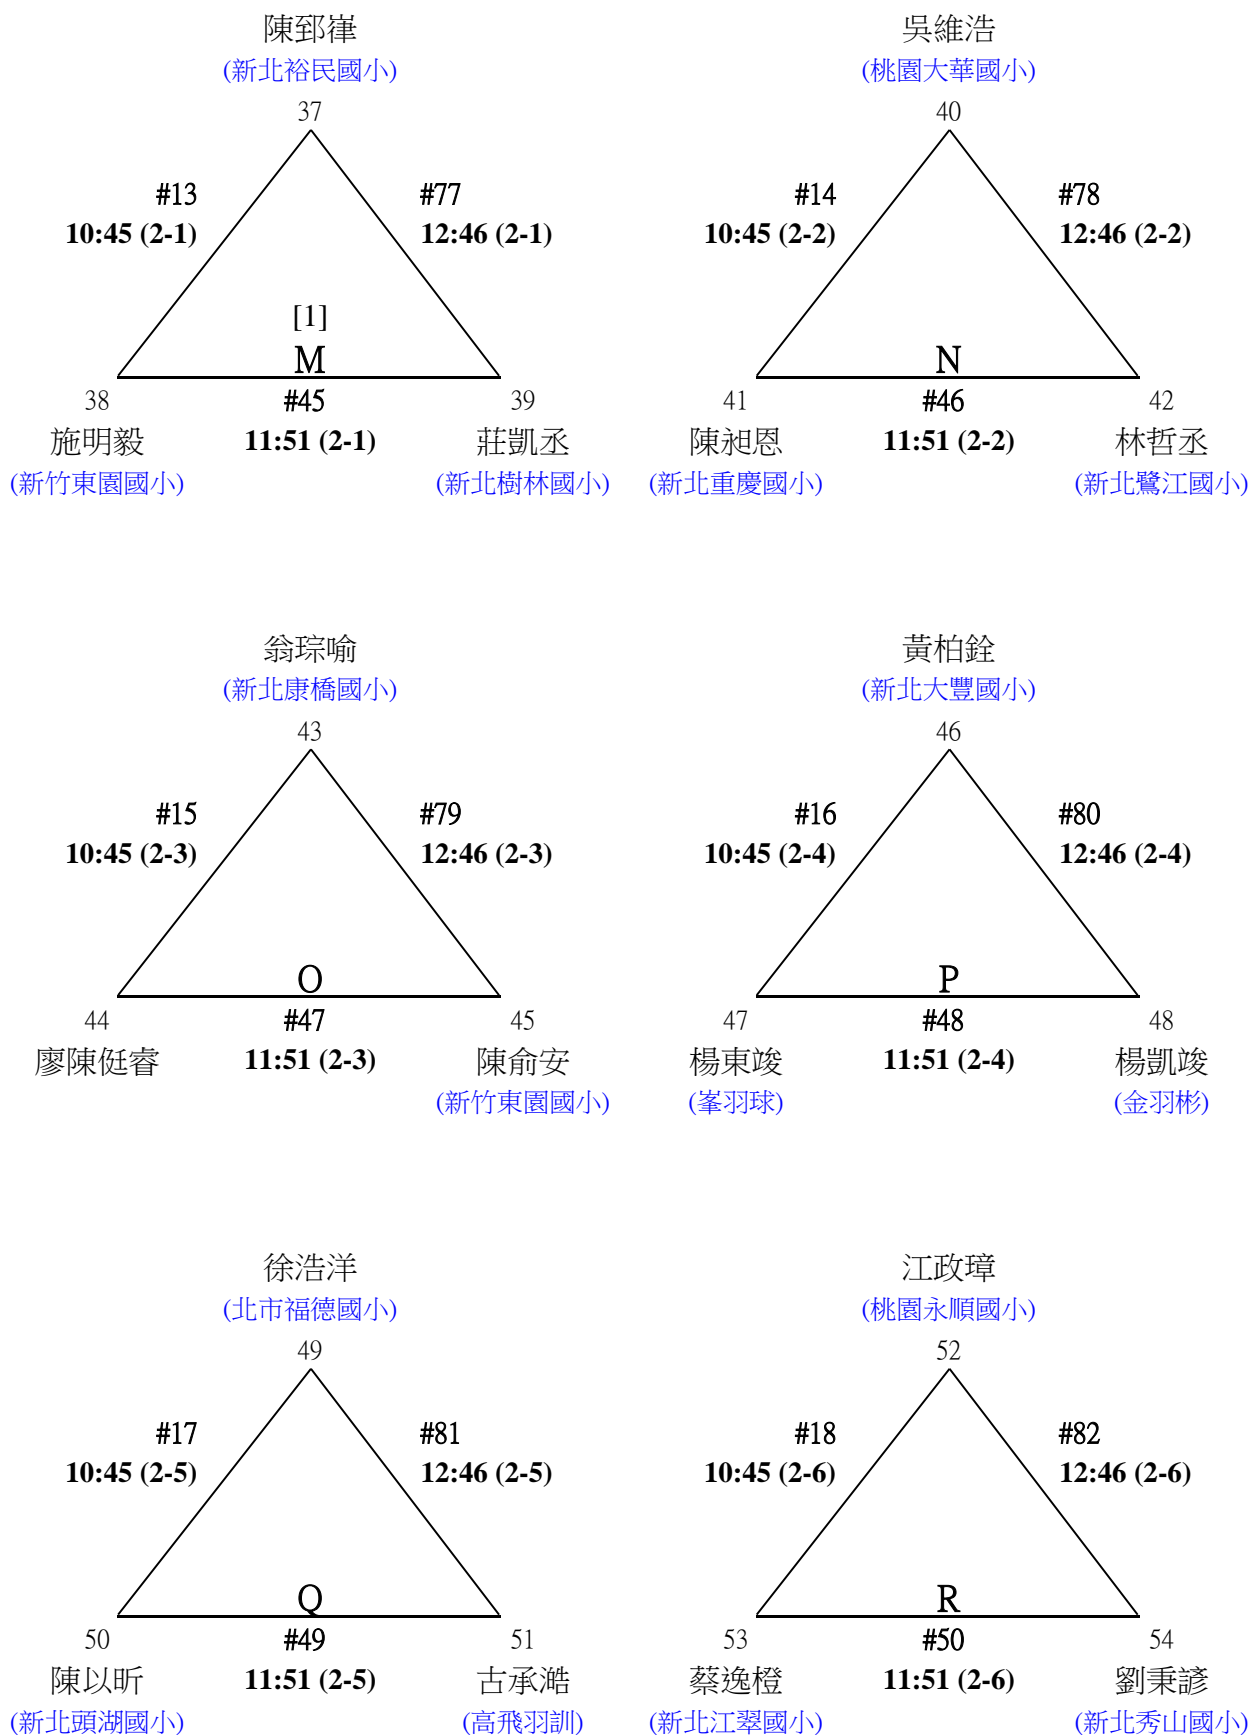 陳郅嵂
(新北裕民國小)
37
#13
10:45 (2-1)
#77
12:46 (2-1)
[1]
M
38
#45
39
施明毅
11:51 (2-1)
莊凱丞
(新竹東園國小)
(新北樹林國小)
吳維浩
(桃園大華國小)
40
#14
10:45 (2-2)
#78
12:46 (2-2)
N
41
#46
42
陳昶恩
11:51 (2-2)
林哲丞
(新北重慶國小)
(新北鷺江國小)
翁琮喻
(新北康橋國小)
43
#15
10:45 (2-3)
#79
12:46 (2-3)
O
44
#47
45
廖陳侹睿
11:51 (2-3)
陳俞安
(新竹東園國小)
黃柏銓
(新北大豐國小)
46
#16
10:45 (2-4)
#80
12:46 (2-4)
P
47
#48
48
楊東竣
11:51 (2-4)
楊凱竣
(峯羽球)
(金羽彬)
徐浩洋
(北市福德國小)
49
#17
10:45 (2-5)
#81
12:46 (2-5)
Q
50
#49
51
陳以昕
11:51 (2-5)
古承澔
(新北頭湖國小)
(高飛羽訓)
江政璋
(桃園永順國小)
52
#18
10:45 (2-6)
#82
12:46 (2-6)
R
53
#50
54
蔡逸橙
11:51 (2-6)
劉秉諺
(新北江翠國小)
(新北秀山國小)